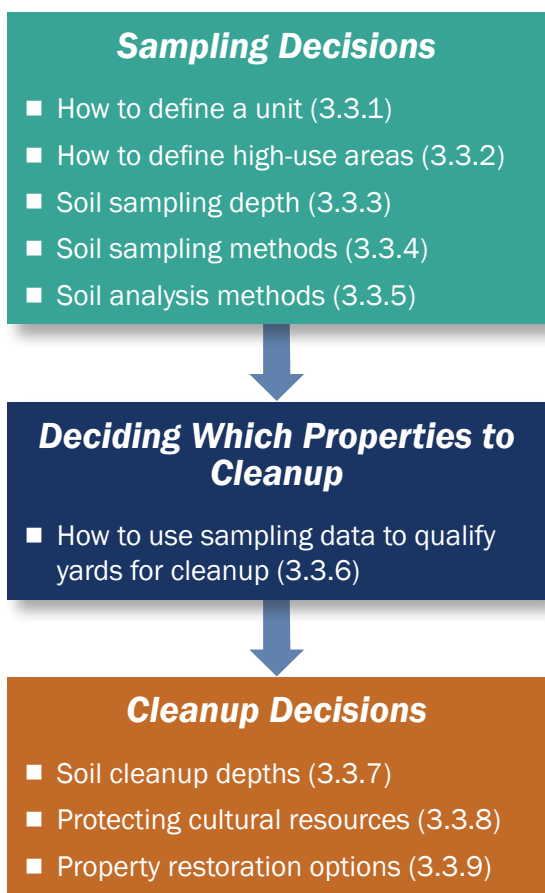 Sampling Decisions
■ How to define a unit (3.3.1)
■ How to define high-use areas (3.3.2)
■ Soil sampling depth (3.3.3)
■ Soil sampling methods (3.3.4)
■ Soil analysis methods (3.3.5)
Deciding Which Properties to
Cleanup
■ How to use sampling data to qualify
yards for cleanup (3.3.6)
Cleanup Decisions
■ Soil cleanup depths (3.3.7)
■ Protecting cultural resources (3.3.8)
■ Property restoration options (3.3.9)